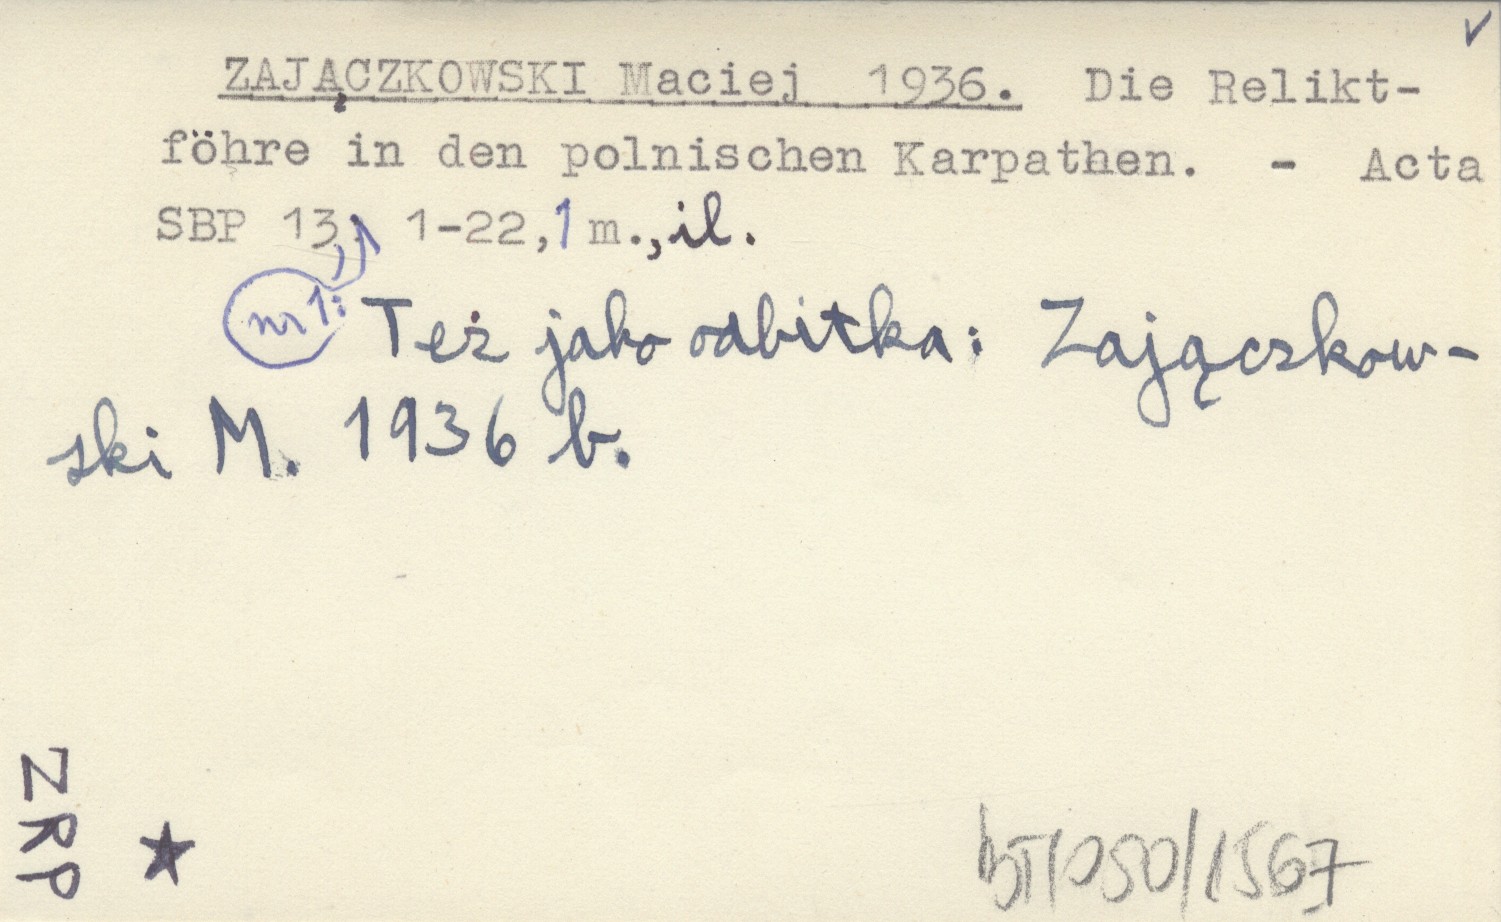 ZAJĄCZKOWSKI Maciej 1936. Die Relikt-
föhre in den polnischen Karpathen. - Acta
SBP 13, 1-22, 1 m., il.
nr 1:
Też jako odbitka: Zajączkow-
ski M. 1936 b.
ZRP
BT/050/1567